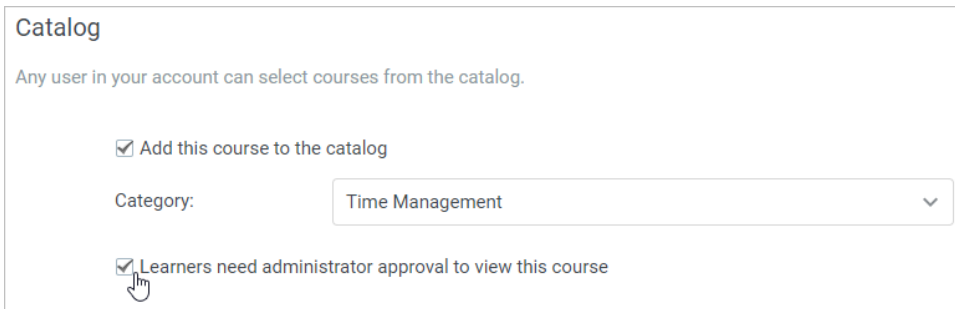 Catalog
Any user in your account can select courses from the catalog.
Add this course to the catalog
Category:
Time Management
Learners need administrator approval to view this course